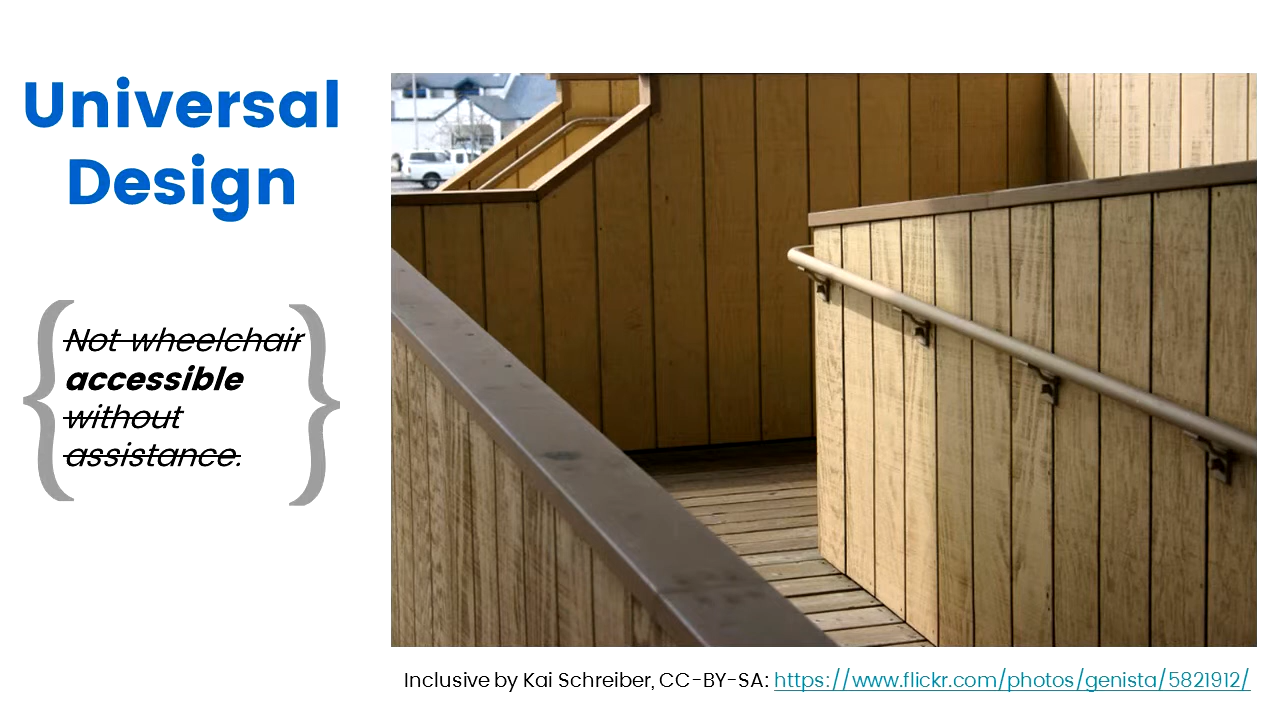 Universal
Design
Not wheelchair
accessible
without
assistance.
Inclusive by Kai Schreiber, CC-BY-SA: https://www.flickr.com/photos/genista/5821912/